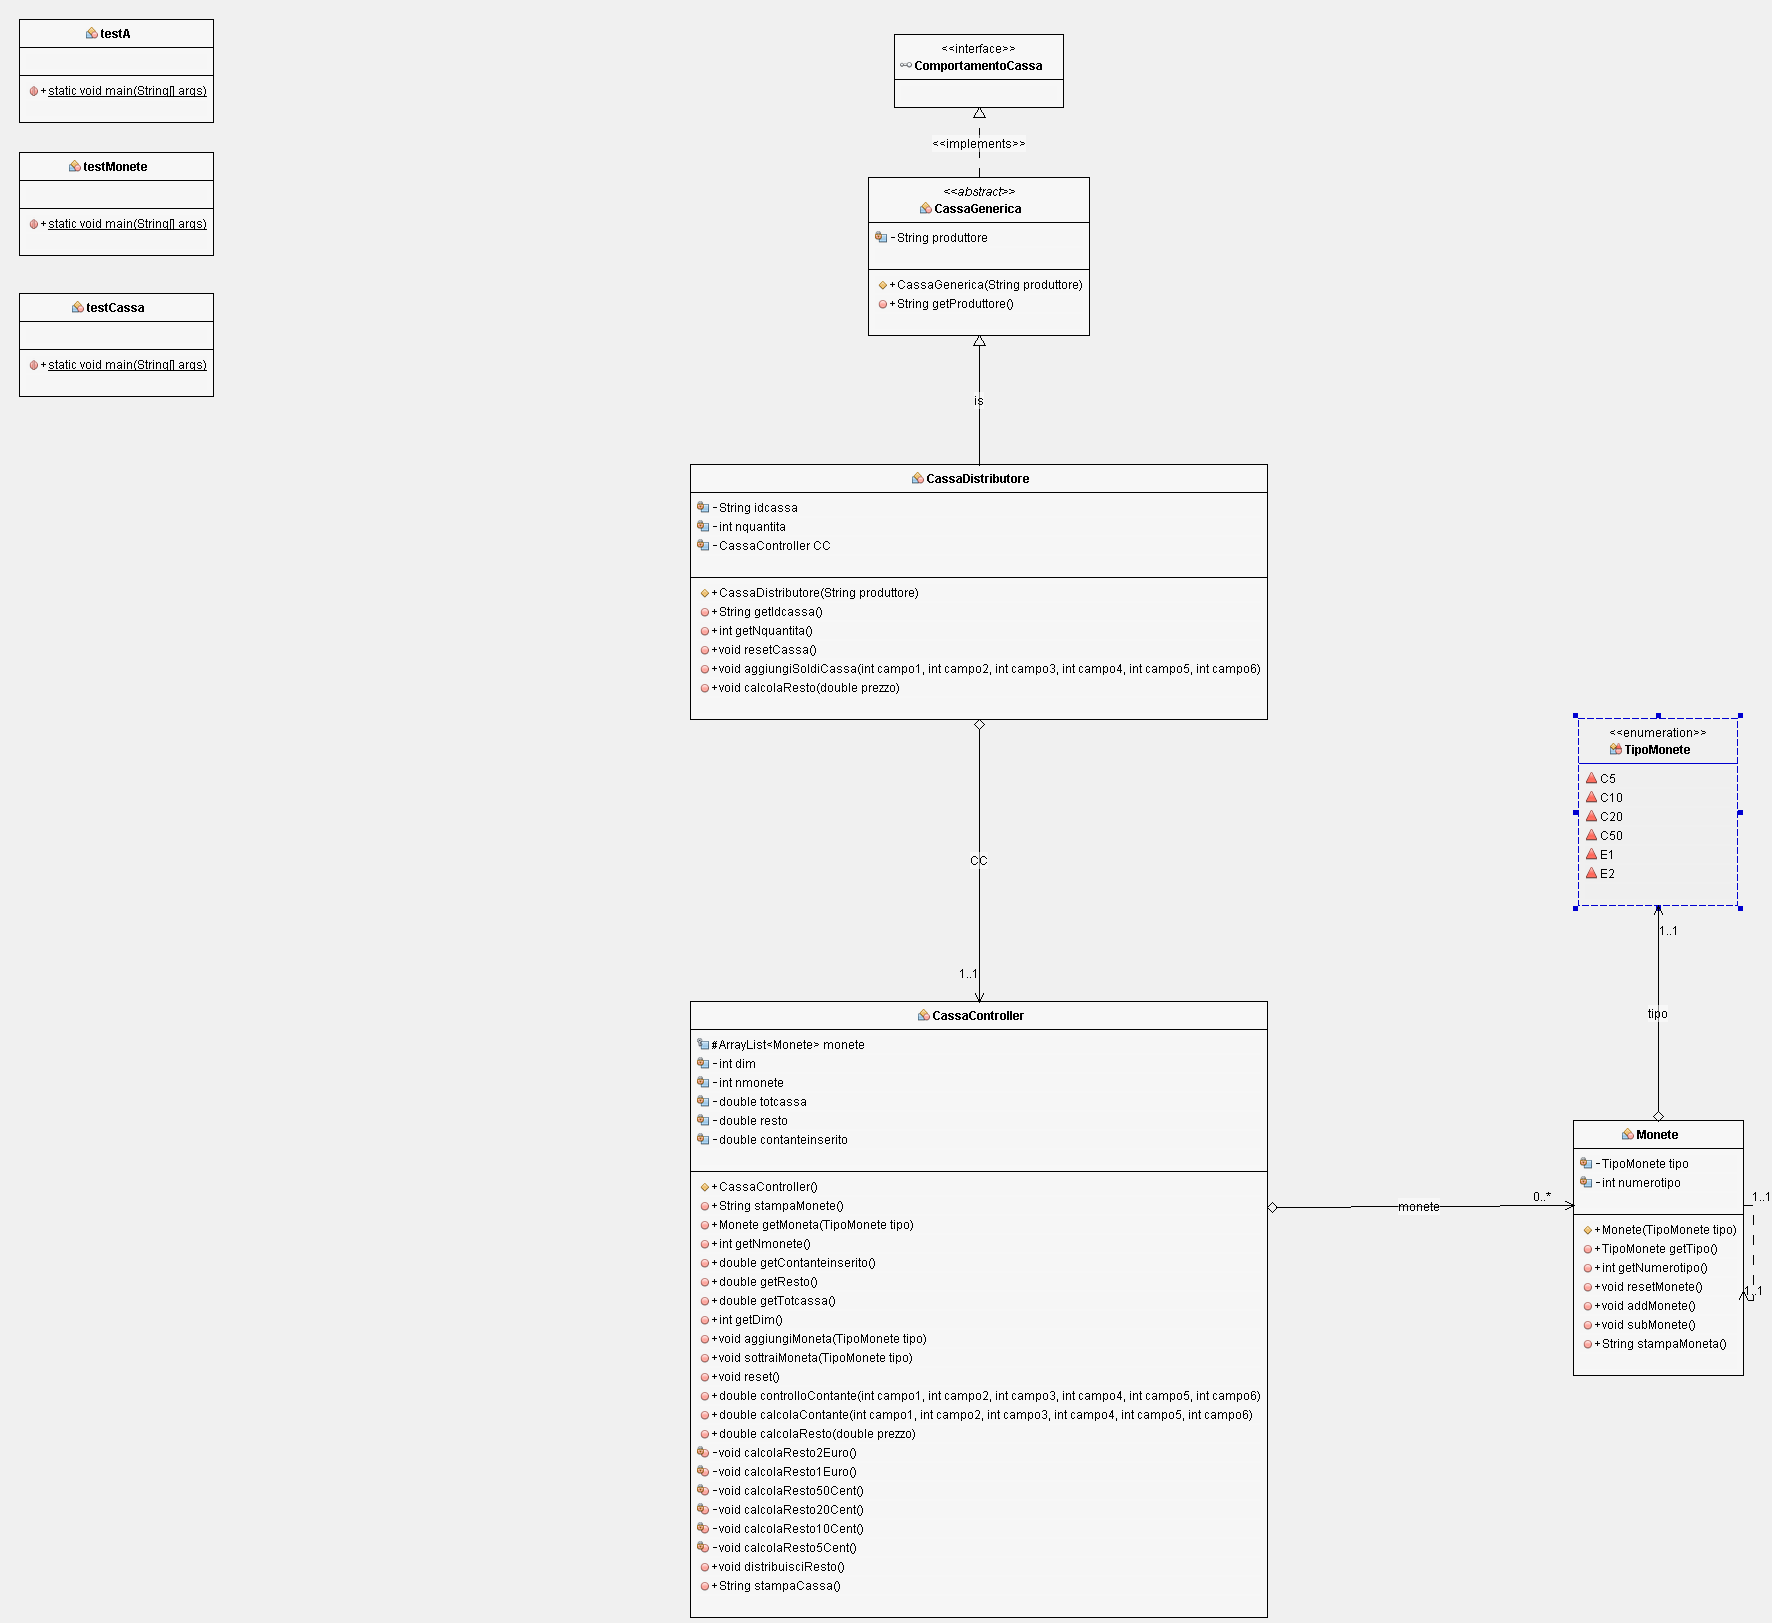 testA
+ static void main(String[] args)
testMonete
+ static void main(String[] args)
testCassa
+ static void main(String[] args)
<<interface>>
ComportamentoCassa
<<implements>>
<<abstract>>
CassaGenerica
- String produttore
+ CassaGenerica(String produttore)
+ String getProduttore()
is
CassaDistributore
- String idcassa
- int nquantita
- CassaController CC
+ CassaDistributore(String produttore)
+ String getIdcassa()
+ int getNquantita()
+ void resetCassa()
+ void aggiungiSoldiCassa(int campo1, int campo2, int campo3, int campo4, int campo5, int campo6)
+ void calcolaResto(double prezzo)
CC
1..1
CassaController
# ArrayList<Monete> monete
- int dim
- int nmonete
- double totcassa
- double resto
- double contanteinserito
+ CassaController()
+ String stampaMonete()
+ Monete getMoneta(TipoMonete tipo)
+ int getNmonete()
+ double getContanteinserito()
+ double getResto()
+ double getTotcassa()
+ int getDim()
+ void aggiungiMoneta(TipoMonete tipo)
+ void sottraiMoneta(TipoMonete tipo)
+ void reset()
+ double controlloContante(int campo1, int campo2, int campo3, int campo4, int campo5, int campo6)
+ double calcolaContante(int campo1, int campo2, int campo3, int campo4, int campo5, int campo6)
+ double calcolaResto(double prezzo)
- void calcolaResto2Euro()
- void calcolaResto1Euro()
- void calcolaResto50Cent()
- void calcolaResto20Cent()
- void calcolaResto10Cent()
- void calcolaResto5Cent()
+ void distribuisciResto()
+ String stampaCassa()
monete
0..*
<<enumeration>>
TipoMonete
C5
C10
C20
C50
E1
E2
1..1
tipo
Monete
- TipoMonete tipo
- int numerotipo
+ Monete(TipoMonete tipo)
+ TipoMonete getTipo()
+ int getNumerotipo()
+ void resetMonete()
+ void addMonete()
+ void subMonete()
+ String stampaMoneta()
1..1
1..1